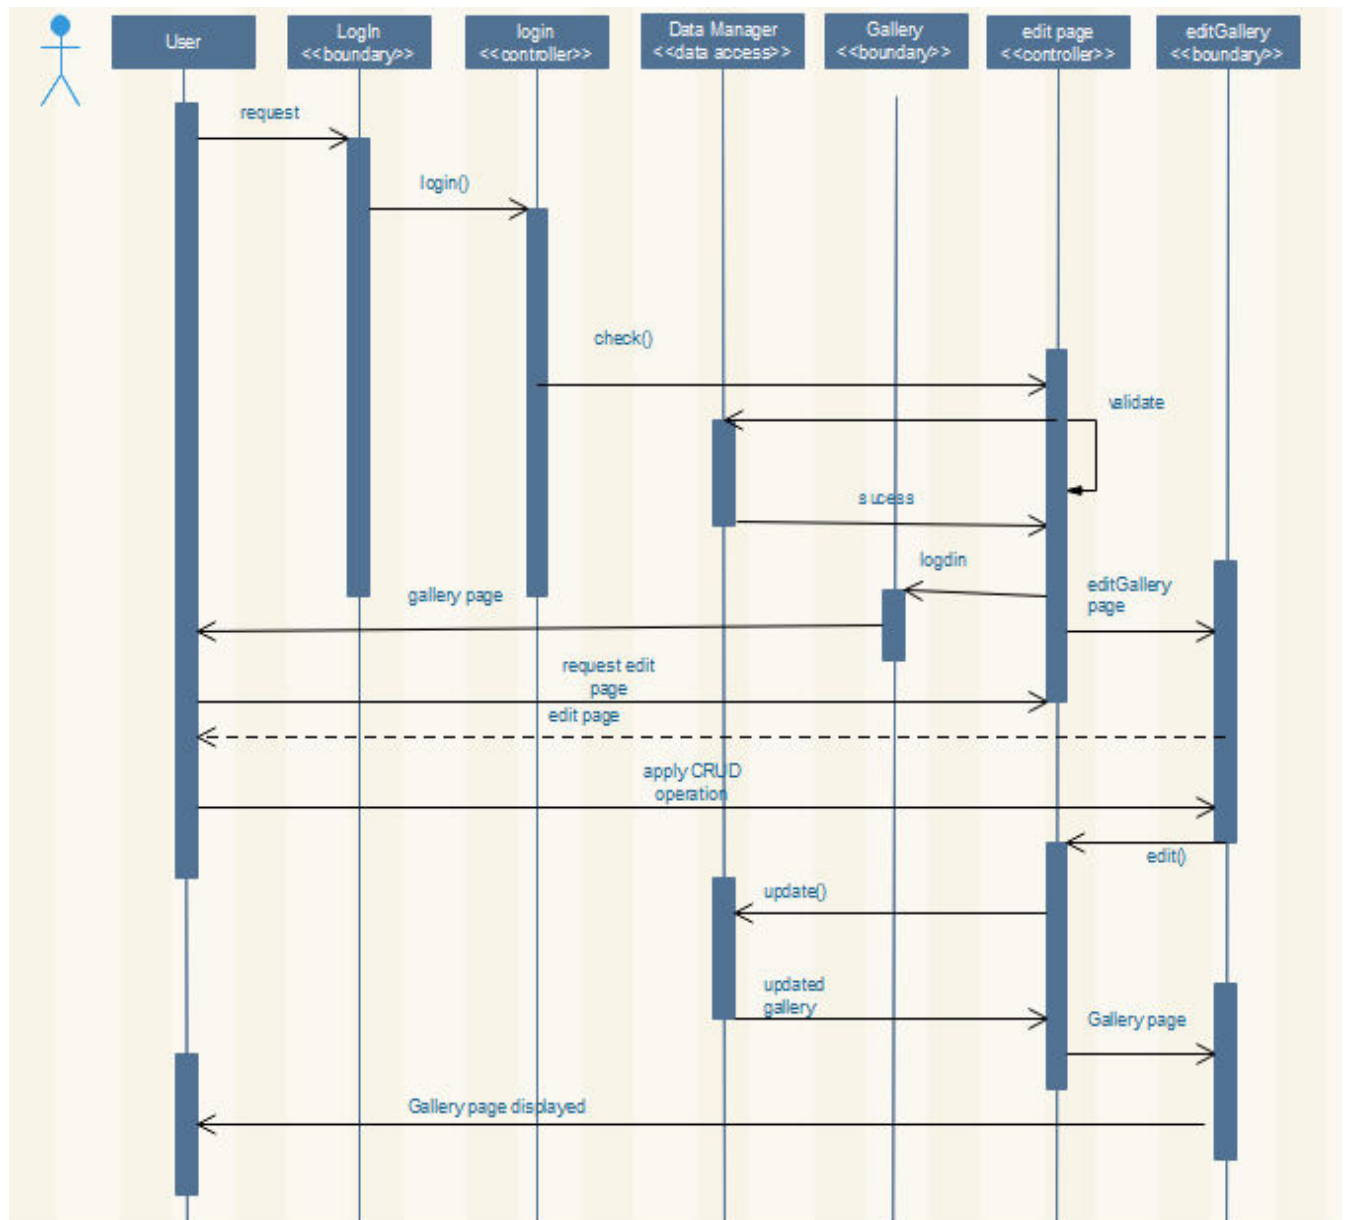 User
LogIn
<<boundary>>
login
<<controller>>
Data Manager
<<data access>>
Gallery
<<boundary>>
edit page
<<controller>>
editGallery
<<boundary>>
request
login()
check()
validate
sucess
logdin
editGallery
page
gallery page
request edit
page
edit page
apply CRUD
operation
edit()
update()
updated
gallery
Gallery page
Gallery page displayed